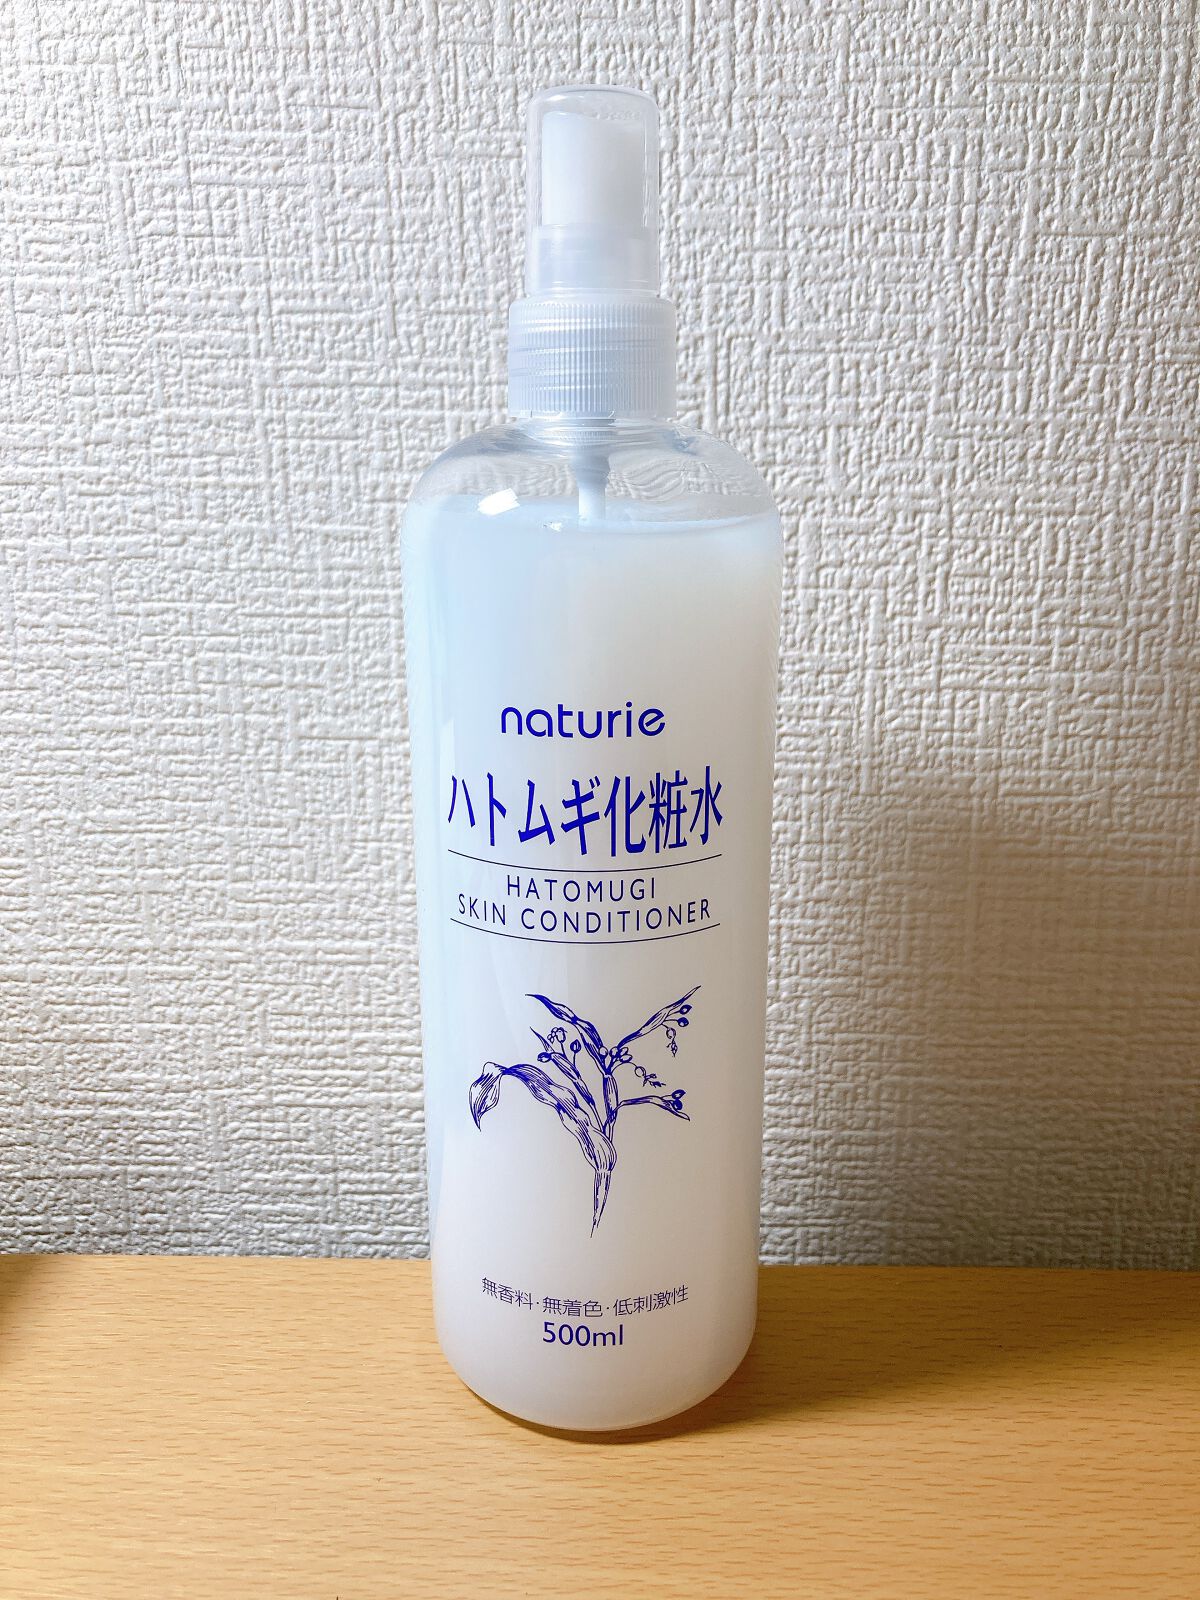 naturie
ハトムギ化粧水
HATOMUGI
SKIN CONDITIONER
無香料･無着色･低刺激性
500ml